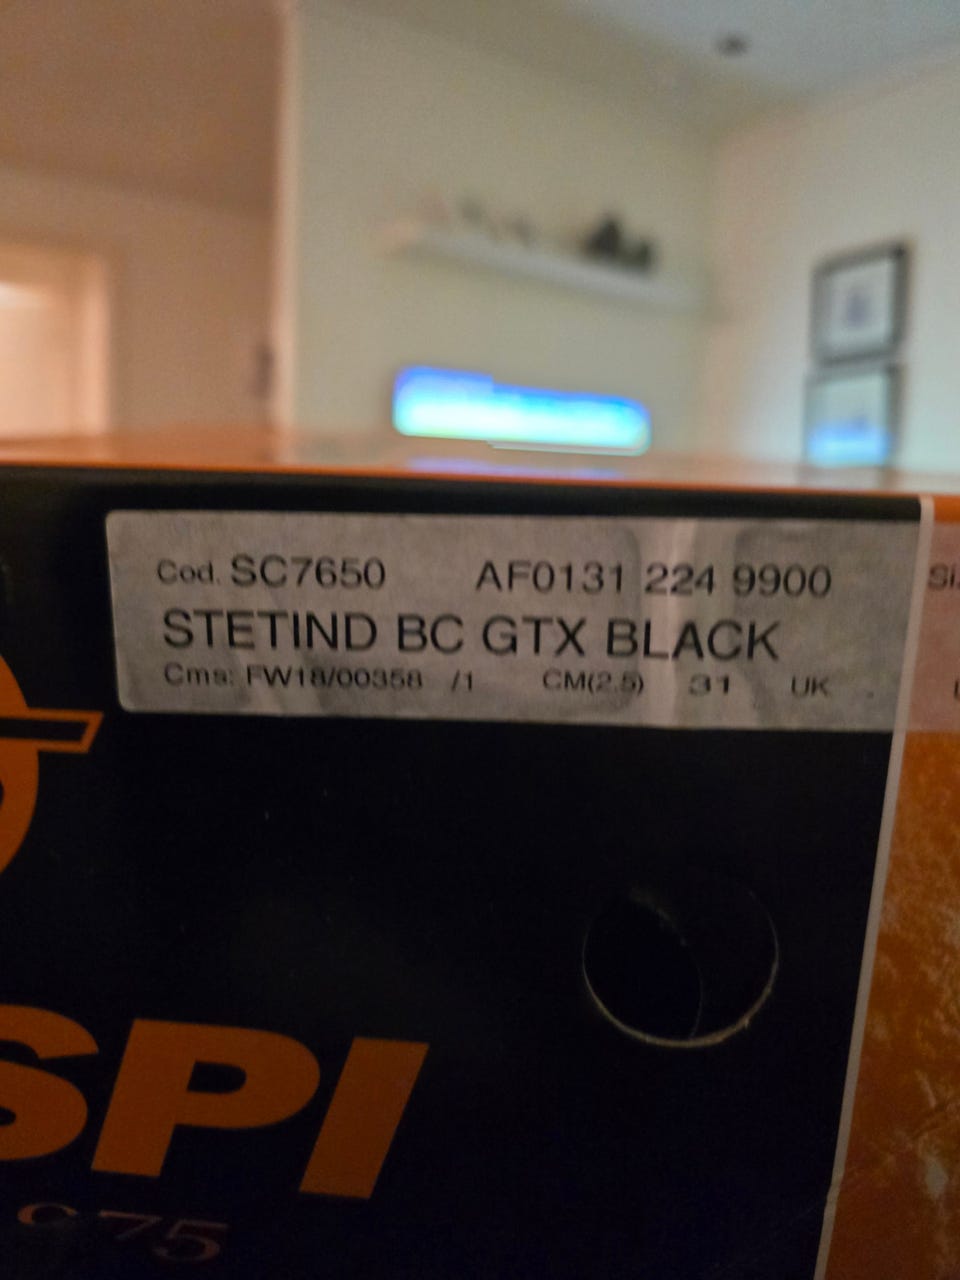 Cod. SC7650 AF0131 224 9900
STETIND BC GTX BLACK
Cms: FW18/00358 /1 CM(2.5) 31 UK
SPI